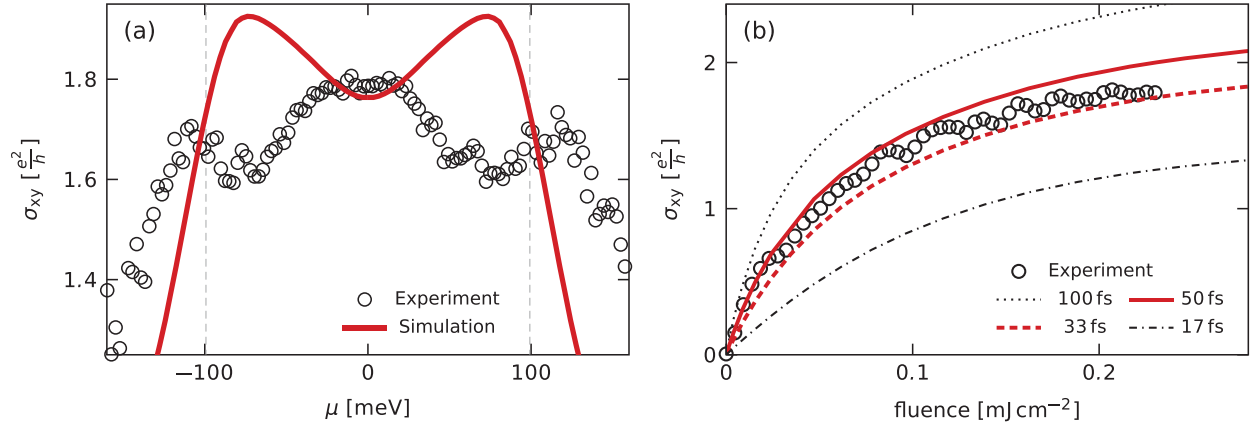 (a)
1.8
1.6
1.4
σxy [e²/ℏ]
Experiment
Simulation
−100
0
100
μ [meV]
(b)
2
1
0
σxy [e²/ℏ]
Experiment
100 fs
50 fs
33 fs
17 fs
0
0.1
0.2
fluence [mJ cm⁻²]